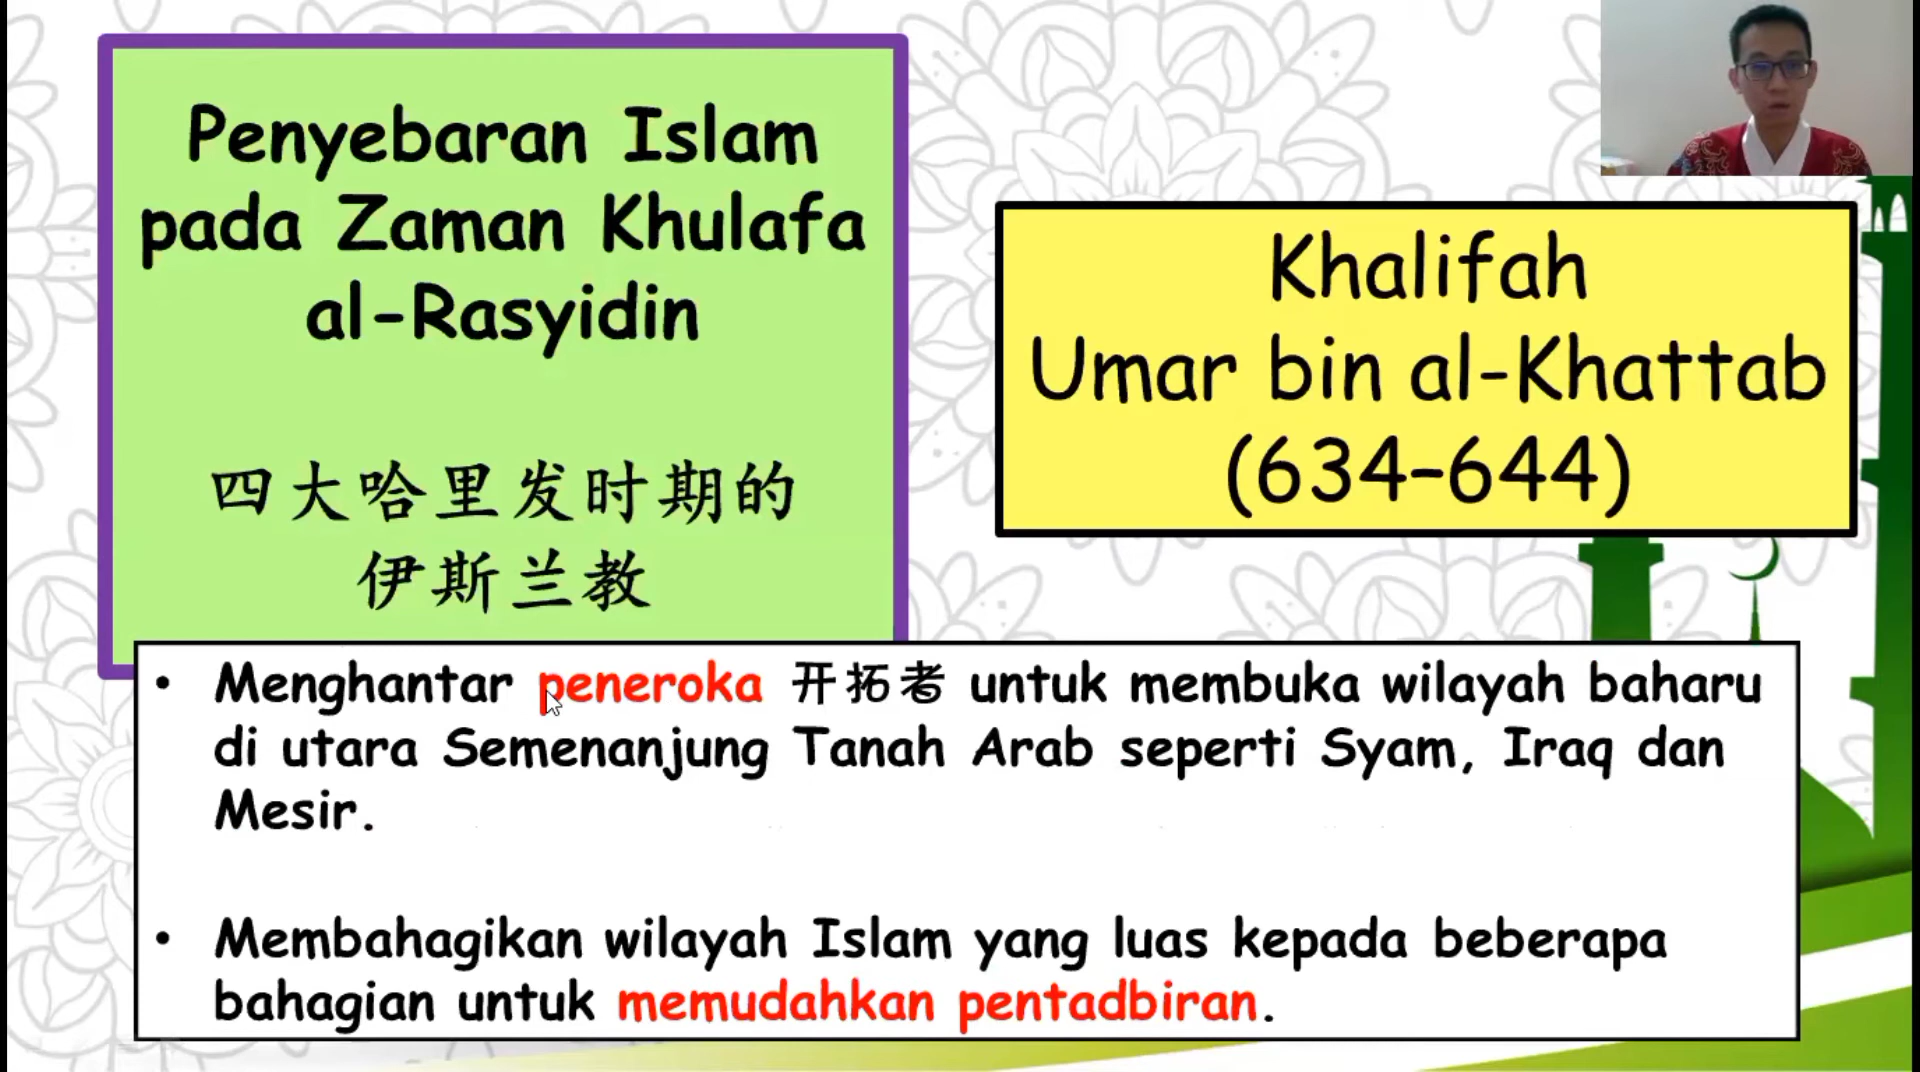 Penyebaran Islam
pada Zaman Khulafa
al-Rasyidin
四大哈里发时期的
伊斯兰教
Khalifah
Umar bin al-Khattab
(634–644)
• Menghantar peneroka 开拓者 untuk membuka wilayah baharu
di utara Semenanjung Tanah Arab seperti Syam, Iraq dan
Mesir.
• Membahagikan wilayah Islam yang luas kepada beberapa
bahagian untuk memudahkan pentadbiran.